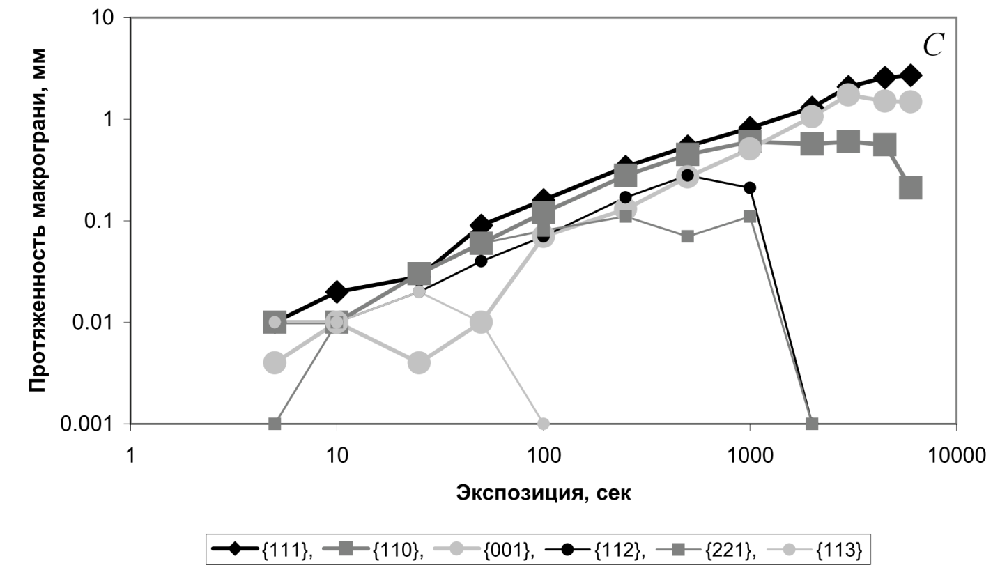 10
C
1
0.1
0.01
0.001
Протяженность макрограни, мм
1 10 100 1000 10000
Экспозиция, сек
{111}, {110}, {001}, {112}, {221}, {113}